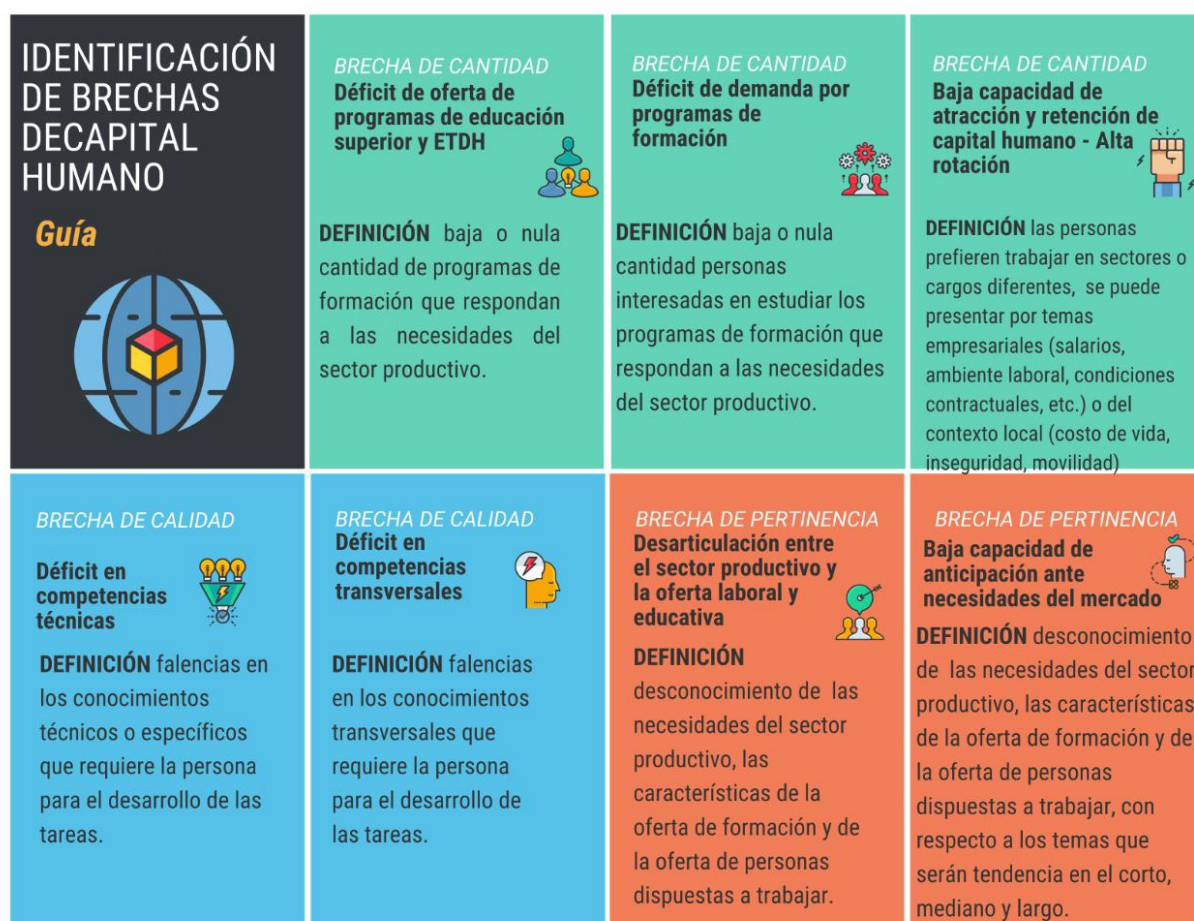 IDENTIFICACIÓN
DE BRECHAS
DECAPITAL
HUMANO
Guía
BRECHA DE CANTIDAD
Déficit de oferta de
programas de educación
superior y ETDH
DEFINICIÓN baja o nula
cantidad de programas de
formación que respondan
a las necesidades del
sector productivo.
BRECHA DE CANTIDAD
Déficit de demanda por
programas de
formación
DEFINICIÓN baja o nula
cantidad personas
interesadas en estudiar los
programas de formación que
respondan a las necesidades
del sector productivo.
BRECHA DE CANTIDAD
Baja capacidad de
atracción y retención de
capital humano - Alta
rotación
DEFINICIÓN las personas
prefieren trabajar en sectores o
cargos diferentes, se puede
presentar por temas
empresariales (salarios,
ambiente laboral, condiciones
contractuales, etc.) o del
contexto local (costo de vida,
inseguridad, movilidad)
BRECHA DE CALIDAD
Déficit en
competencias
técnicas
DEFINICIÓN falencias en
los conocimientos
técnicos o específicos
que requiere la persona
para el desarrollo de las
tareas.
BRECHA DE CALIDAD
Déficit en
competencias
transversales
DEFINICIÓN falencias
en los conocimientos
transversales que
requiere la persona
para el desarrollo de
las tareas.
BRECHA DE PERTINENCIA
Desarticulación entre
el sector productivo y
la oferta laboral y
educativa
DEFINICIÓN
desconocimiento de las
necesidades del sector
productivo, las
características de la
oferta de formación y de
la oferta de personas
dispuestas a trabajar.
BRECHA DE PERTINENCIA
Baja capacidad de
anticipación ante
necesidades del mercado
DEFINICIÓN desconocimiento
de las necesidades del sector
productivo, las características
de la oferta de formación y de
la oferta de personas
dispuestas a trabajar, con
respecto a los temas que
serán tendencia en el corto,
mediano y largo.